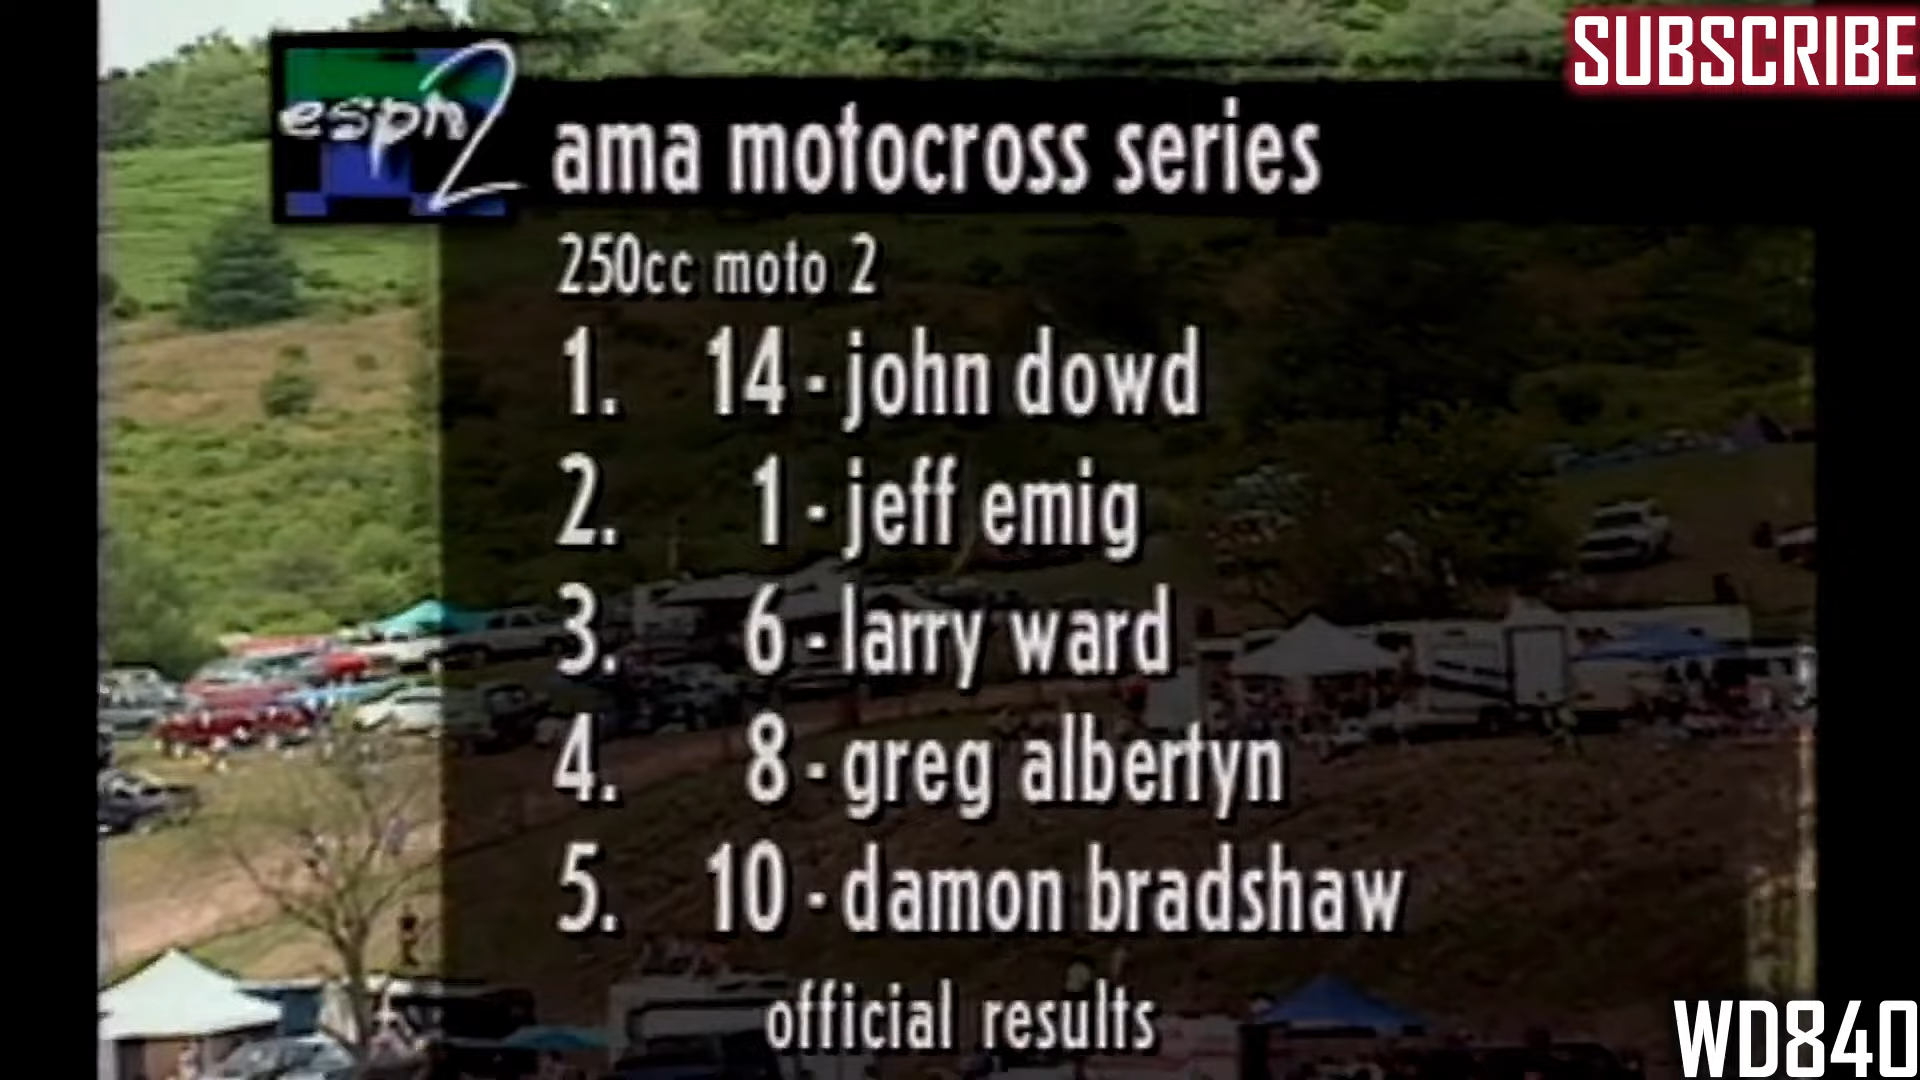 SUBSCRIBE
espn2
ama motocross series
250cc moto 2
1. 14 - john dowd
2. 1 - jeff emig
3. 6 - larry ward
4. 8 - greg albertyn
5. 10 - damon bradshaw
official results
WD840